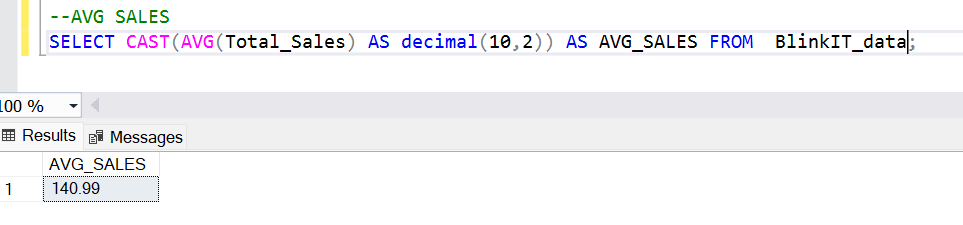 --AVG SALES
SELECT CAST(AVG(Total_Sales) AS decimal(10,2)) AS AVG_SALES FROM  BlinkIT_data;
100 %
Results Messages
AVG_SALES
1 140.99